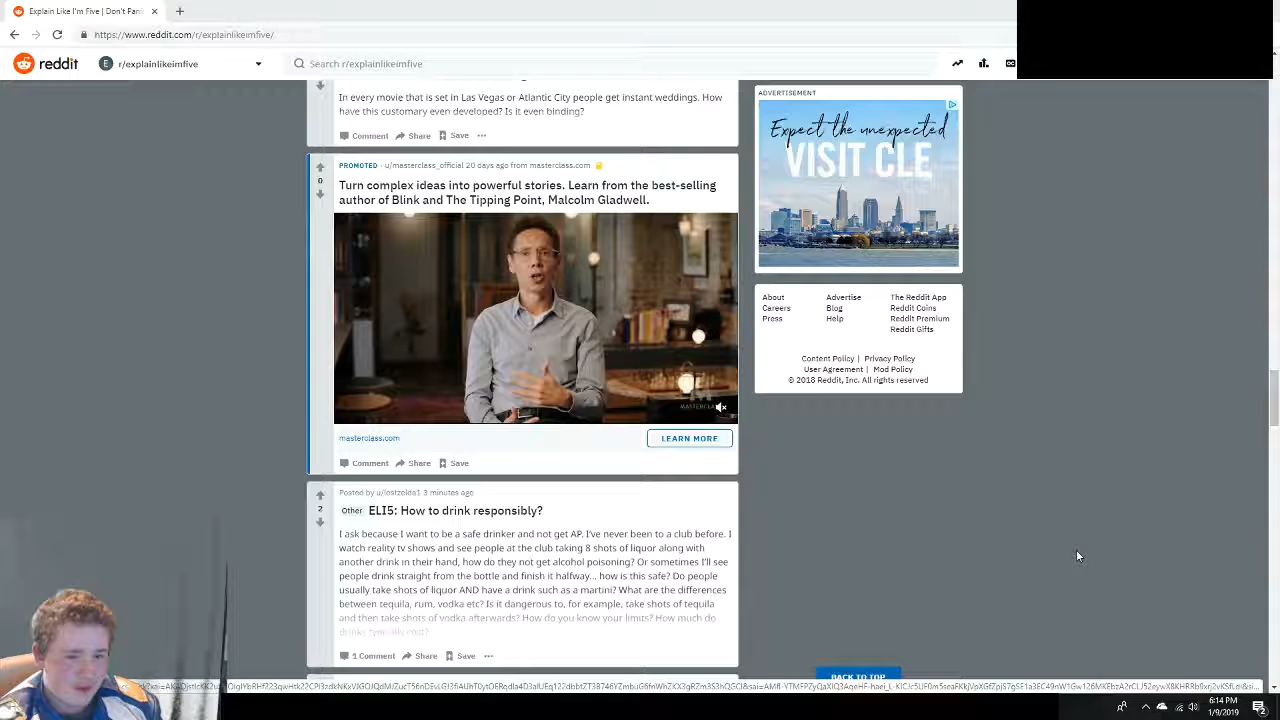 Explain Like I'm Five | Don't Pan
https://www.reddit.com/r/explainlikeimfive/
reddit
E r/explainlikeimfive
Search r/explainlikeimfive
In every movie that is set in Las Vegas or Atlantic City people get instant weddings. How
have this customary even developed? Is it even binding?
Comment Share Save
PROMOTED · u/masterclass_official 20 days ago from masterclass.com
0
Turn complex ideas into powerful stories. Learn from the best-selling
author of Blink and The Tipping Point, Malcolm Gladwell.
masterclass.com
LEARN MORE
Comment Share Save
Posted by u/lostzelda1 3 minutes ago
2
Other ELI5: How to drink responsibly?
I ask because I want to be a safe drinker and not get AP. I've never been to a club before. I
watch reality tv shows and see people at the club taking 8 shots of liquor along with
another drink in their hand, how do they not get alcohol poisoning? Or sometimes I'll see
people drink straight from the bottle and finish it halfway... how is this safe? Do people
usually take shots of liquor AND have a drink such as a martini? What are the differences
between tequila, rum, vodka etc? Is it dangerous to, for example, take shots of tequila
and then take shots of vodka afterwards? How do you know your limits? How much do
drinks typically cost?
1 Comment Share Save
ADVERTISEMENT
Expect the unexpected
VISIT CLE
About Advertise The Reddit App
Careers Blog Reddit Coins
Press Help Reddit Premium
Reddit Gifts
Content Policy | Privacy Policy
User Agreement | Mod Policy
© 2018 Reddit, Inc. All rights reserved
BACK TO TOP
6:14 PM
1/9/2019